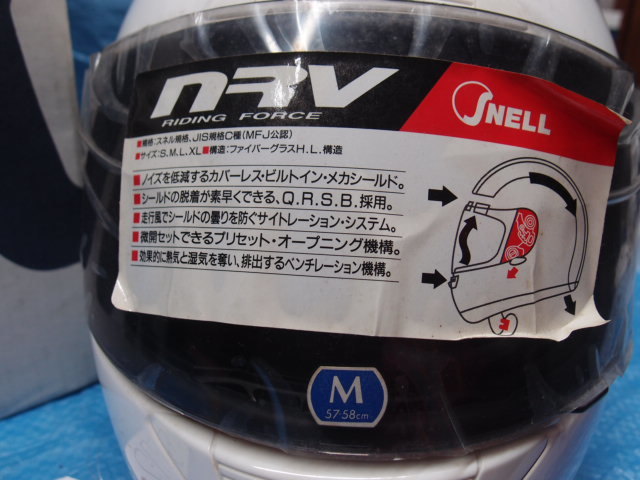 NRV
RIDING FORCE
SNELL
■規格:スネル規格、JIS規格C種(MFJ公認)
■サイズ:S.M.L.XL■構造:ファイバーグラスH.L.構造
■ノイズを低減するカバーレス・ビルトイン・メカシールド。
■シールドの脱着が素早くできる、Q.R.S.B.採用。
■走行風でシールドの曇りを防ぐサイトレーション・システム。
■微開セットできるプリセット・オープニング機構。
■効果的に熱気と湿気を奪い、排出するベンチレーション機構。
M
57-58cm